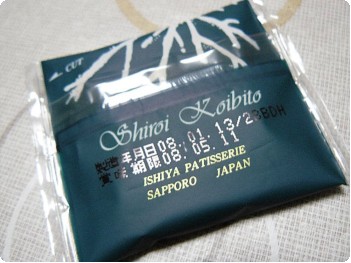 CUT
Shiroi Koibito
製造年月日08.01.13/23BDH
賞味期限08.05.11
ISHIYA PATISSERIE
SAPPORO JAPAN